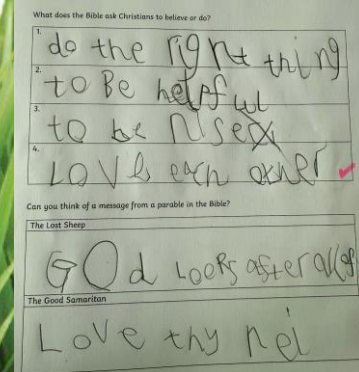 What does the Bible ask Christians to believe or do?
1. do the right thing
2. to Be helpful
3. to be nise
4. Love each other
Can you think of a message from a parable in the Bible?
The Lost Sheep
GOd Looks after all of
The Good Samaritan
Love thy nei